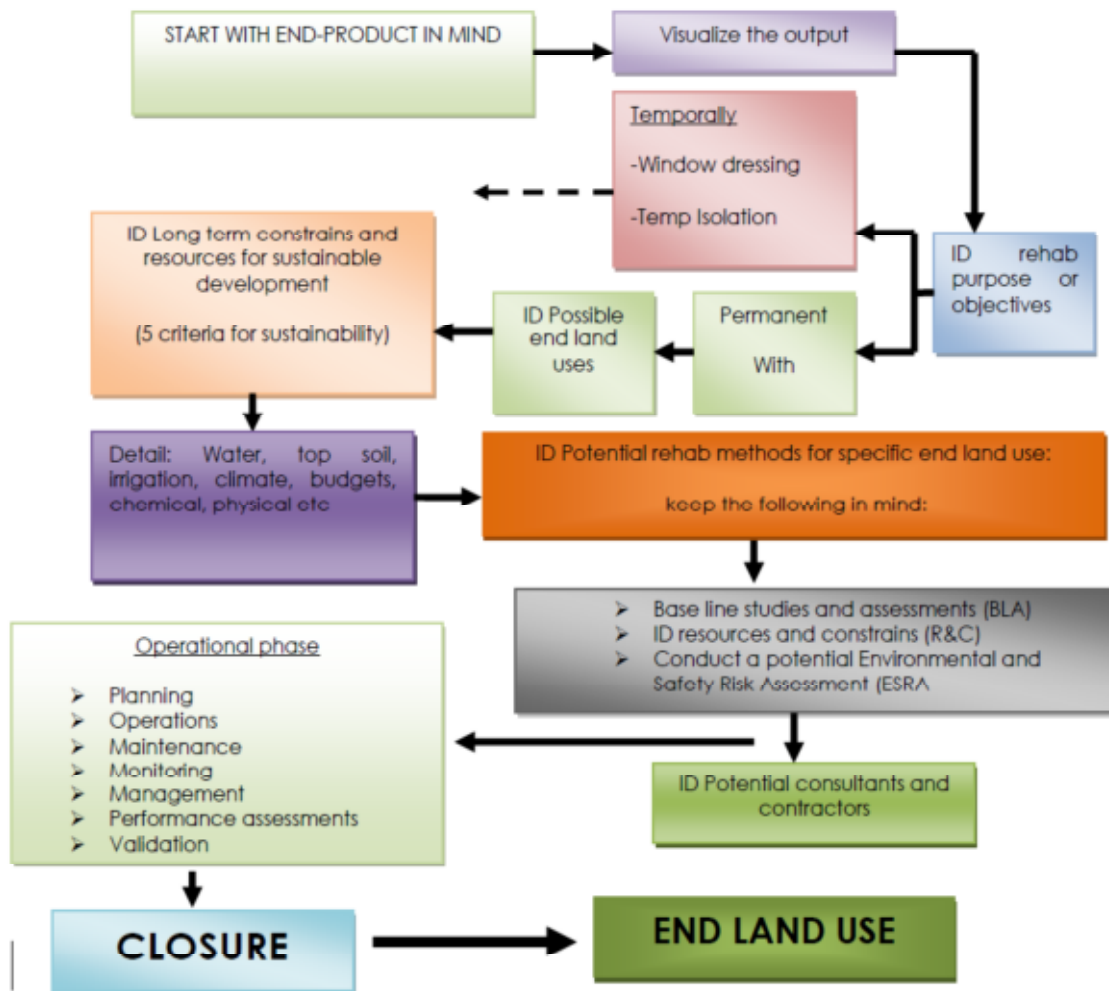 START WITH END-PRODUCT IN MIND
Visualize the output
Temporally
-Window dressing
-Temp Isolation
ID rehab
purpose or
objectives
Permanent
With
ID Possible
end land
uses
ID Long term constrains and
resources for sustainable
development
(5 criteria for sustainability)
Detail: Water, top soil,
irrigation, climate, budgets,
chemical, physical etc
ID Potential rehab methods for specific end land use:
keep the following in mind:
➢ Base line studies and assessments (BLA)
➢ ID resources and constrains (R&C)
➢ Conduct a potential Environmental and
Safety Risk Assessment (ESRA
ID Potential consultants and
contractors
Operational phase
➢ Planning
➢ Operations
➢ Maintenance
➢ Monitoring
➢ Management
➢ Performance assessments
➢ Validation
CLOSURE
END LAND USE